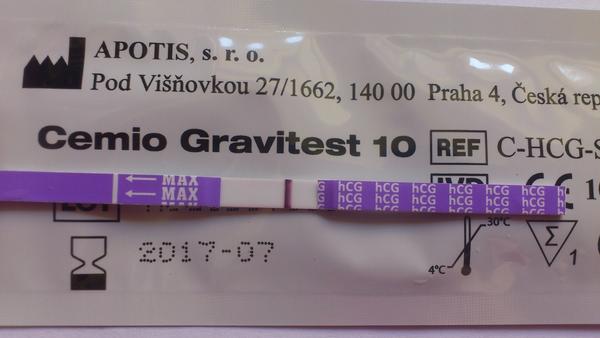 APOTIS, s. r. o.
Pod Višňovkou 27/1662, 140 00 Praha 4, Česká rep
Cemio Gravitest 10 REF C-HCG-S
MAX hCG hCG hCG hCG hCG hCG hCG
MAX hCG hCG hCG hCG hCG hCG
LOT
IVD CE 10
30°C
2017-07
4°C
Σ 1